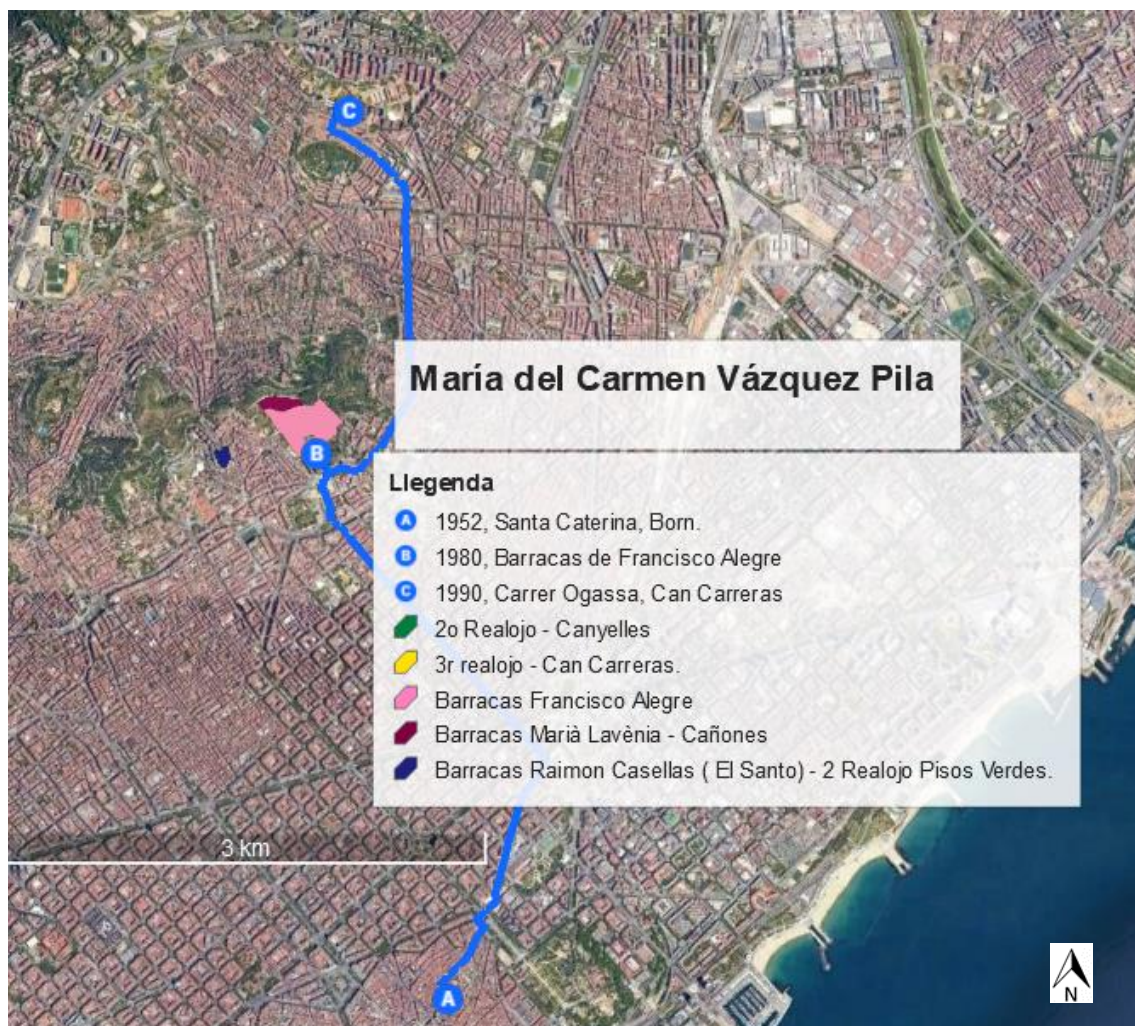 C
María del Carmen Vázquez Pila
B
Llegenda
A 1952, Santa Caterina, Born.
B 1980, Barracas de Francisco Alegre
C 1990, Carrer Ogassa, Can Carreras
2o Realojo - Canyelles
3r realojo - Can Carreras.
Barracas Francisco Alegre
Barracas Marià Lavènia - Cañones
Barracas Raimon Casellas ( El Santo) - 2 Realojo Pisos Verdes.
3 km
A
N